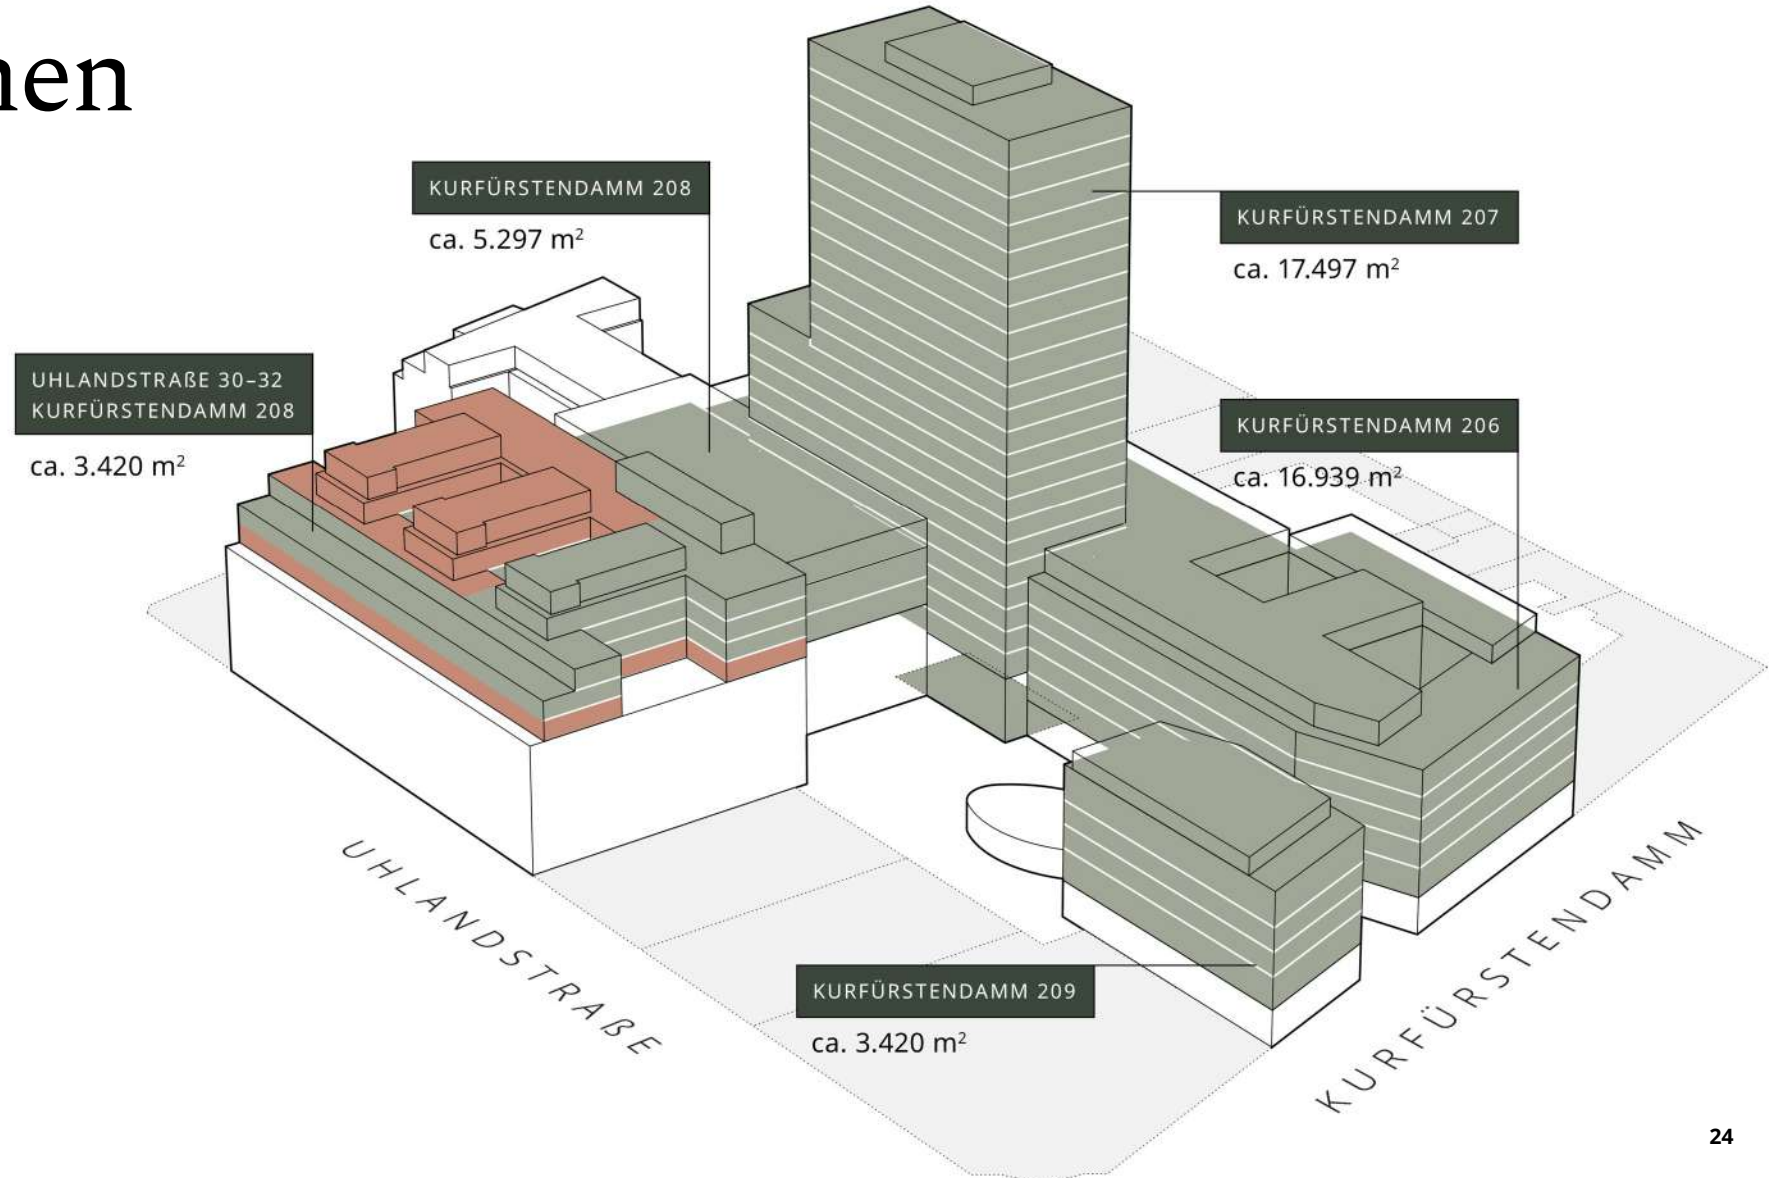 nen
KURFÜRSTENDAMM 208
ca. 5.297 m²
KURFÜRSTENDAMM 207
ca. 17.497 m²
UHLANDSTRAßE 30–32
KURFÜRSTENDAMM 208
ca. 3.420 m²
KURFÜRSTENDAMM 206
ca. 16.939 m²
UHLANDSTRAßE
KURFÜRSTENDAMM 209
ca. 3.420 m²
KURFÜRSTENDAMM
24